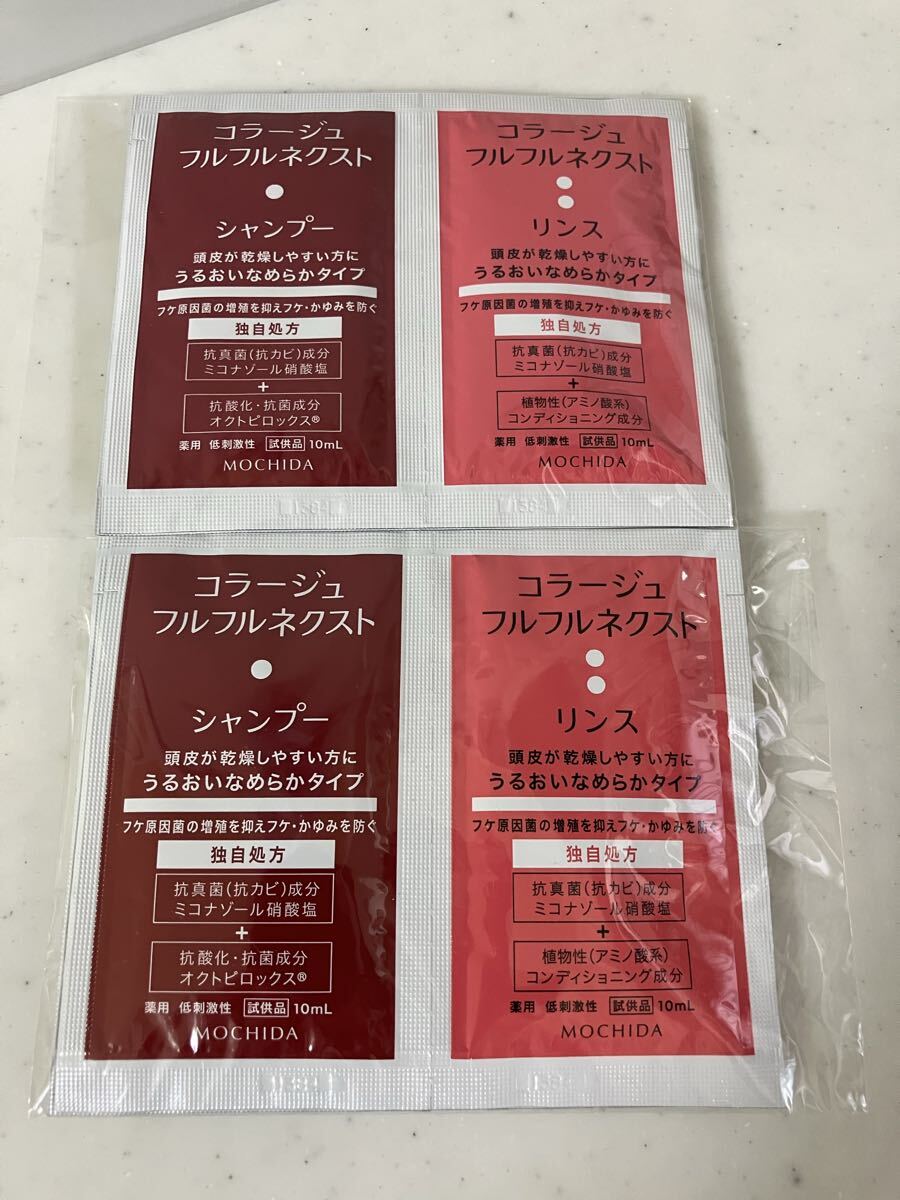 コラージュ
フルフルネクスト
シャンプー
頭皮が乾燥しやすい方に
うるおいなめらかタイプ
フケ原因菌の増殖を抑えフケ・かゆみを防ぐ
独自処方
抗真菌(抗カビ)成分
ミコナゾール硝酸塩
+
抗酸化・抗菌成分
オクトピロックス®
薬用 低刺激性 試供品 10mL
MOCHIDA
コラージュ
フルフルネクスト
リンス
頭皮が乾燥しやすい方に
うるおいなめらかタイプ
フケ原因菌の増殖を抑えフケ・かゆみを防ぐ
独自処方
抗真菌(抗カビ)成分
ミコナゾール硝酸塩
+
植物性(アミノ酸系)
コンディショニング成分
薬用 低刺激性 試供品 10mL
MOCHIDA
コラージュ
フルフルネクスト
シャンプー
頭皮が乾燥しやすい方に
うるおいなめらかタイプ
フケ原因菌の増殖を抑えフケ・かゆみを防ぐ
独自処方
抗真菌(抗カビ)成分
ミコナゾール硝酸塩
+
抗酸化・抗菌成分
オクトピロックス®
薬用 低刺激性 試供品 10mL
MOCHIDA
コラージュ
フルフルネクスト
リンス
頭皮が乾燥しやすい方に
うるおいなめらかタイプ
フケ原因菌の増殖を抑えフケ・かゆみを防ぐ
独自処方
抗真菌(抗カビ)成分
ミコナゾール硝酸塩
+
植物性(アミノ酸系)
コンディショニング成分
薬用 低刺激性 試供品 10mL
MOCHIDA